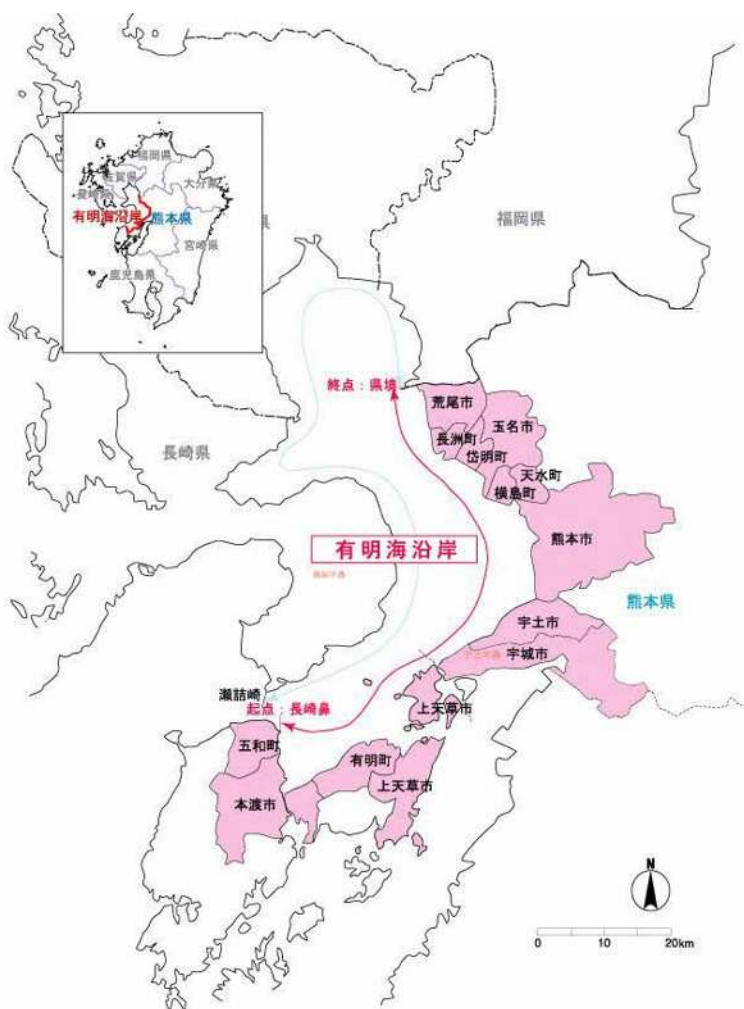 福岡県
佐賀県
大分県
長崎県
有明海沿岸
熊本県
宮崎県
鹿児島県
県
福岡県
終点:県境
荒尾市
玉名市
長洲町
岱明町
天水町
横島町
長崎県
有明海沿岸
熊本市
熊本県
宇土市
宇城市
瀬詰崎
起点:長崎鼻
上天草市
五和町
有明町
上天草市
本渡市
N
0 10 20km